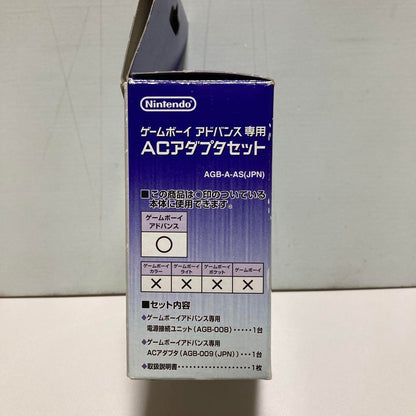 Nintendo
ゲームボーイ アドバンス 専用
ACアダプタセット
AGB-A-AS(JPN)
■この商品は○印のついている
本体に使用できます。
ゲームボーイ
アドバンス
○
ゲームボーイ
カラー
ゲームボーイ
ライト
ゲームボーイ
ポケット
ゲームボーイ
× × × ×
■セット内容
◆ゲームボーイアドバンス専用
電源接続ユニット(AGB-008)・・・・・1台
◆ゲームボーイアドバンス専用
ACアダプタ(AGB-009(JPN))・・・1台
◆取扱説明書・・・・・・・・・・・・・・1枚